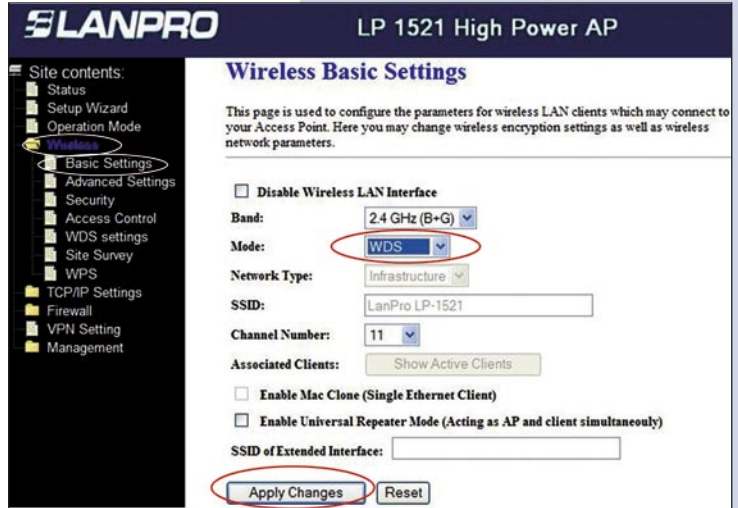 LANPRO
LP 1521 High Power AP
Site contents:
Status
Setup Wizard
Operation Mode
Wireless
Basic Settings
Advanced Settings
Security
Access Control
WDS settings
Site Survey
WPS
TCP/IP Settings
Firewall
VPN Setting
Management
Wireless Basic Settings
This page is used to configure the parameters for wireless LAN clients which may connect to
your Access Point. Here you may change wireless encryption settings as well as wireless
network parameters.
Disable Wireless LAN Interface
Band: 2.4 GHz (B+G)
Mode: WDS
Network Type: Infrastructure
SSID: LanPro LP-1521
Channel Number: 11
Associated Clients: Show Active Clients
Enable Mac Clone (Single Ethernet Client)
Enable Universal Repeater Mode (Acting as AP and client simultaneouly)
SSID of Extended Interface:
Apply Changes Reset